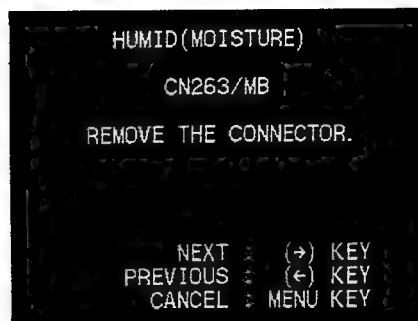 HUMID(MOISTURE)
CN263/MB
REMOVE THE CONNECTOR.
NEXT : (→) KEY
PREVIOUS : (←) KEY
CANCEL : MENU KEY